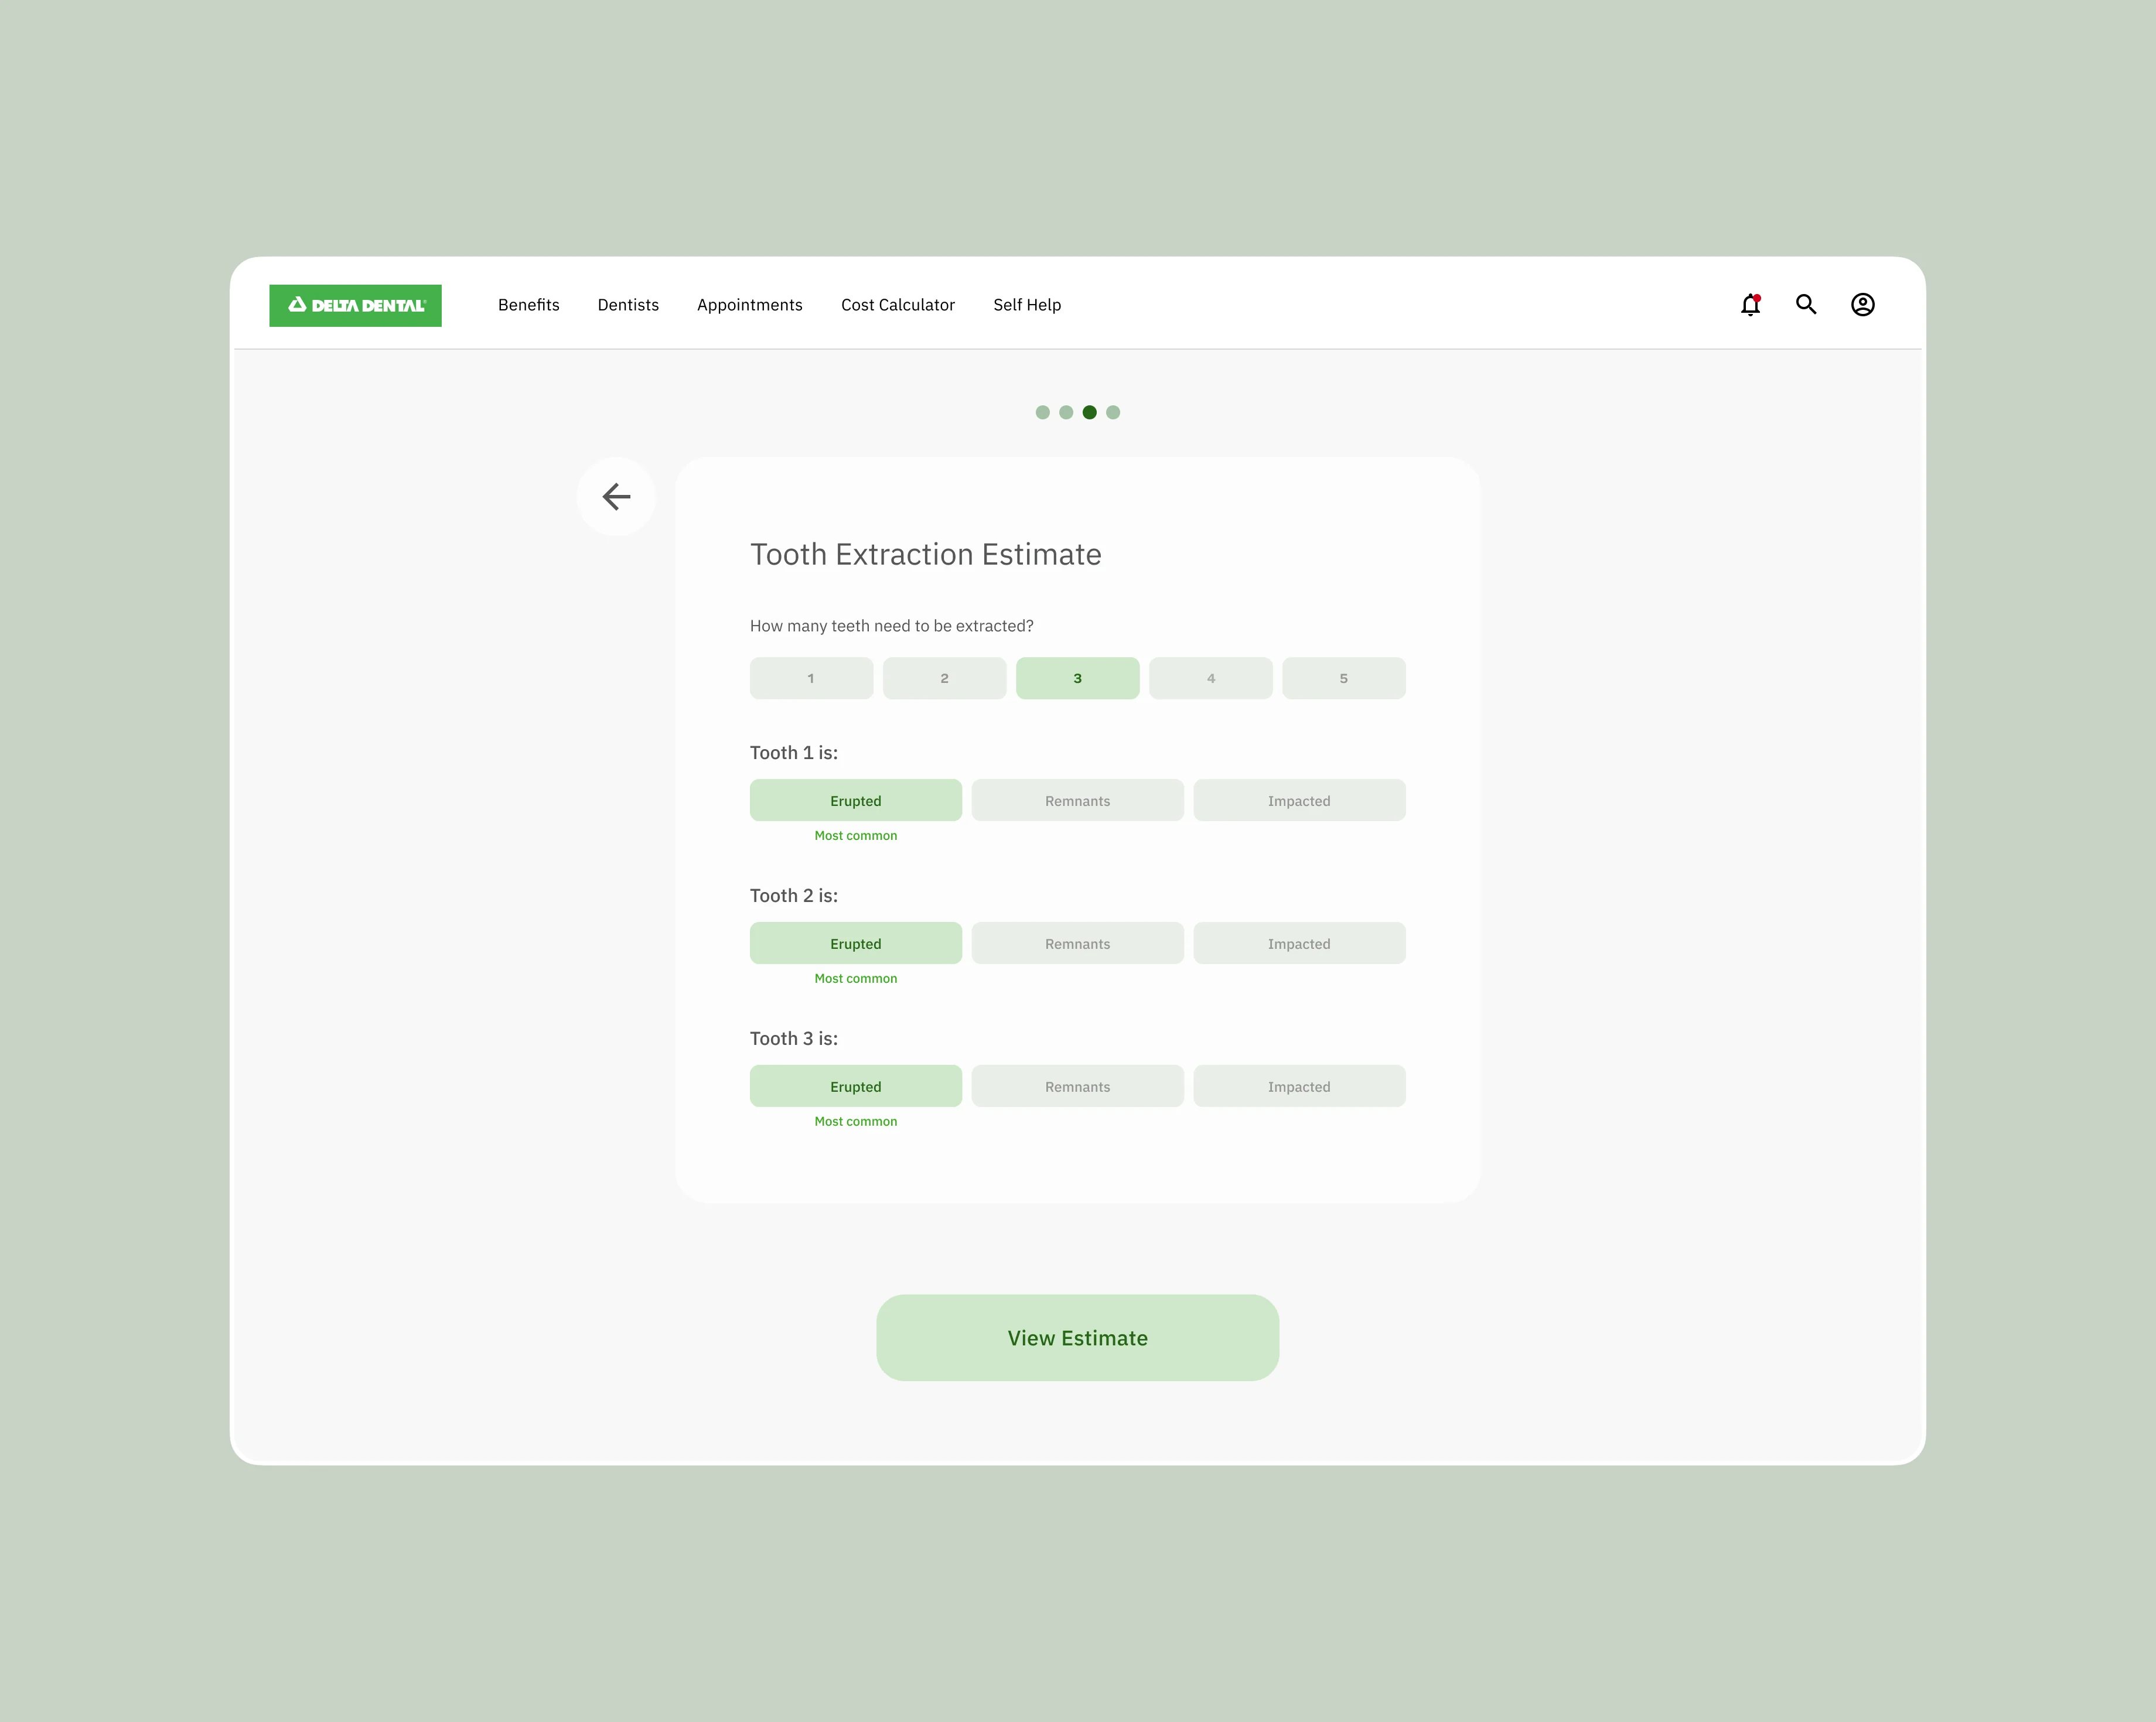 DELTA DENTAL
Benefits Dentists Appointments Cost Calculator Self Help
Tooth Extraction Estimate
How many teeth need to be extracted?
1 2 3 4 5
Tooth 1 is:
Erupted Remnants Impacted
Most common
Tooth 2 is:
Erupted Remnants Impacted
Most common
Tooth 3 is:
Erupted Remnants Impacted
Most common
View Estimate